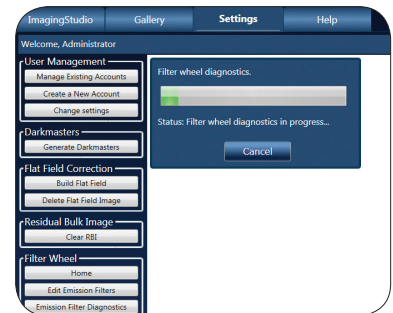 ImagingStudio Gallery Settings Help
Welcome, Administrator
User Management
Manage Existing Accounts
Create a New Account
Change settings
Darkmasters
Generate Darkmasters
Flat Field Correction
Build Flat Field
Delete Flat Field Image
Residual Bulk Image
Clear RBI
Filter Wheel
Home
Edit Emission Filters
Emission Filter Diagnostics
Filter wheel diagnostics.
Status: Filter wheel diagnostics in progress...
Cancel